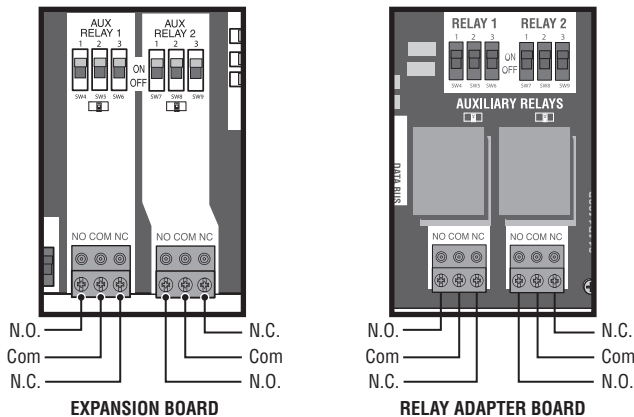 AUX
RELAY 1
1 2 3
AUX
RELAY 2
1 2 3
ON
OFF
SW4 SW5 SW6
SW7 SW8 SW9
NO COM NC
NO COM NC
N.O.
Com
N.C.
N.C.
Com
N.O.
EXPANSION BOARD
RELAY 1
1 2 3
RELAY 2
1 2 3
ON
OFF
SW4 SW5 SW6
SW7 SW8 SW9
AUXILIARY RELAYS
DATA BUS
NO COM NC
NO COM NC
N.O.
Com
N.C.
N.C.
Com
N.O.
RELAY ADAPTER BOARD